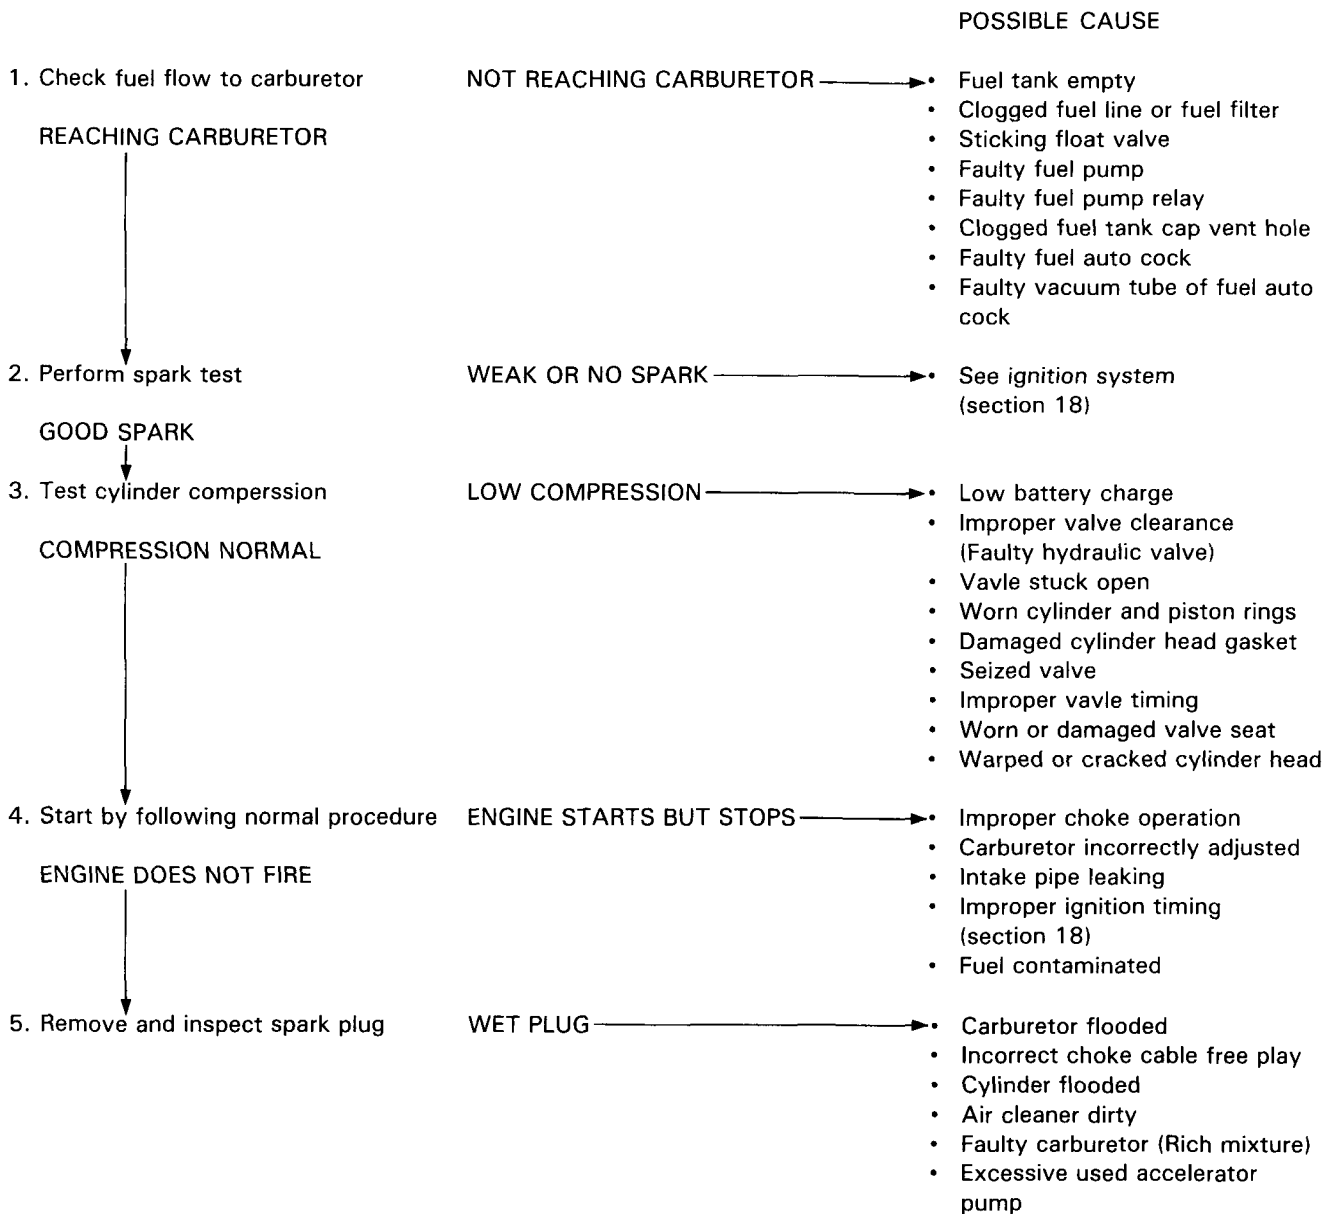 POSSIBLE CAUSE
1. Check fuel flow to carburetor
NOT REACHING CARBURETOR
• Fuel tank empty
• Clogged fuel line or fuel filter
REACHING CARBURETOR
• Sticking float valve
• Faulty fuel pump
• Faulty fuel pump relay
• Clogged fuel tank cap vent hole
• Faulty fuel auto cock
• Faulty vacuum tube of fuel auto
cock
2. Perform spark test
WEAK OR NO SPARK
• See ignition system
(section 18)
GOOD SPARK
3. Test cylinder comperssion
LOW COMPRESSION
• Low battery charge
• Improper valve clearance
(Faulty hydraulic valve)
COMPRESSION NORMAL
• Vavle stuck open
• Worn cylinder and piston rings
• Damaged cylinder head gasket
• Seized valve
• Improper vavle timing
• Worn or damaged valve seat
• Warped or cracked cylinder head
4. Start by following normal procedure
ENGINE STARTS BUT STOPS
• Improper choke operation
• Carburetor incorrectly adjusted
ENGINE DOES NOT FIRE
• Intake pipe leaking
• Improper ignition timing
(section 18)
• Fuel contaminated
5. Remove and inspect spark plug
WET PLUG
• Carburetor flooded
• Incorrect choke cable free play
• Cylinder flooded
• Air cleaner dirty
• Faulty carburetor (Rich mixture)
• Excessive used accelerator
pump